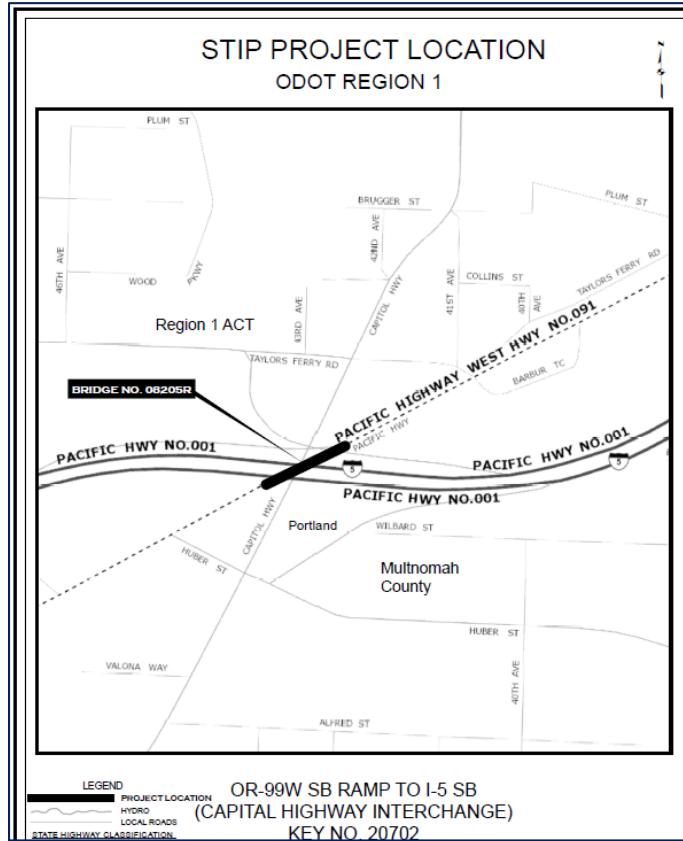 STIP PROJECT LOCATION
ODOT REGION 1
N
PLUM ST
BRUGGER ST
PLUM ST
46TH AVE
42ND AVE
WOOD
PKWY
CAPITOL HWY
41ST AVE
COLLINS ST
40TH AVE
TAYLORS FERRY RD
43RD AVE
Region 1 ACT
TAYLORS FERRY RD
PACIFIC HIGHWAY WEST HWY NO.091
BARBUR TC
BRIDGE NO. 08205R
PACIFIC HWY
PACIFIC HWY NO.001
5
PACIFIC HWY NO.001
5
PACIFIC HWY NO.001
CAPITOL HWY
Portland
WILBARD ST
HUBER ST
Multnomah
County
HUBER ST
VALONA WAY
40TH AVE
ALFRED ST
LEGEND
PROJECT LOCATION
HYDRO
LOCAL ROADS
STATE HIGHWAY CLASSIFICATION
OR-99W SB RAMP TO I-5 SB
(CAPITAL HIGHWAY INTERCHANGE)
KEY NO. 20702